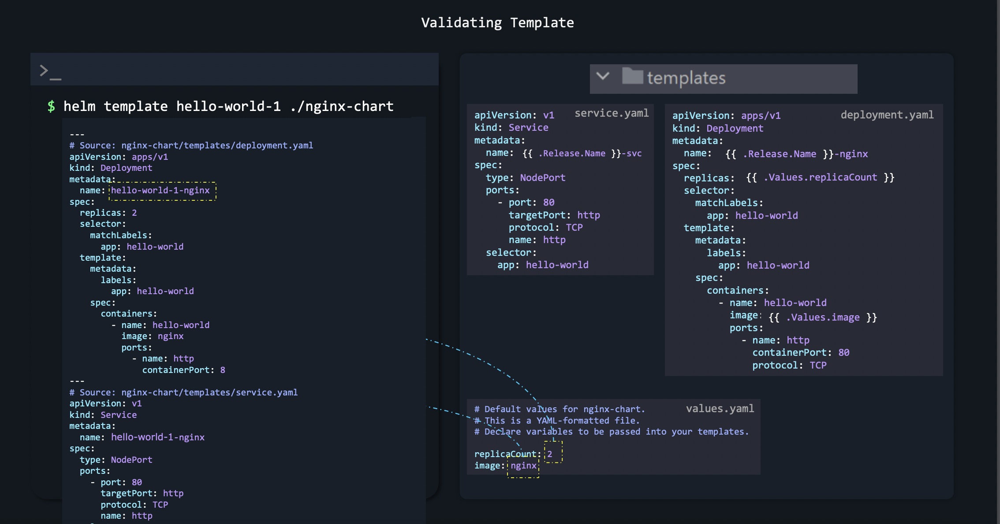 Validating Template
>_
$ helm template hello-world-1 ./nginx-chart
---
# Source: nginx-chart/templates/deployment.yaml
apiVersion: apps/v1
kind: Deployment
metadata:
  name: hello-world-1-nginx
spec:
  replicas: 2
  selector:
    matchLabels:
      app: hello-world
  template:
    metadata:
      labels:
        app: hello-world
    spec:
      containers:
        - name: hello-world
          image: nginx
          ports:
            - name: http
              containerPort: 8
---
# Source: nginx-chart/templates/service.yaml
apiVersion: v1
kind: Service
metadata:
  name: hello-world-1-nginx
spec:
  type: NodePort
  ports:
    - port: 80
      targetPort: http
      protocol: TCP
      name: http
templates
service.yaml
apiVersion: v1
kind: Service
metadata:
  name: {{ .Release.Name }}-svc
spec:
  type: NodePort
  ports:
    - port: 80
      targetPort: http
      protocol: TCP
      name: http
  selector:
    app: hello-world
deployment.yaml
apiVersion: apps/v1
kind: Deployment
metadata:
  name: {{ .Release.Name }}-nginx
spec:
  replicas: {{ .Values.replicaCount }}
  selector:
    matchLabels:
      app: hello-world
  template:
    metadata:
      labels:
        app: hello-world
    spec:
      containers:
        - name: hello-world
          image: {{ .Values.image }}
          ports:
            - name: http
              containerPort: 80
              protocol: TCP
values.yaml
# Default values for nginx-chart.
# This is a YAML-formatted file.
# Declare variables to be passed into your templates.
replicaCount: 2
image: nginx